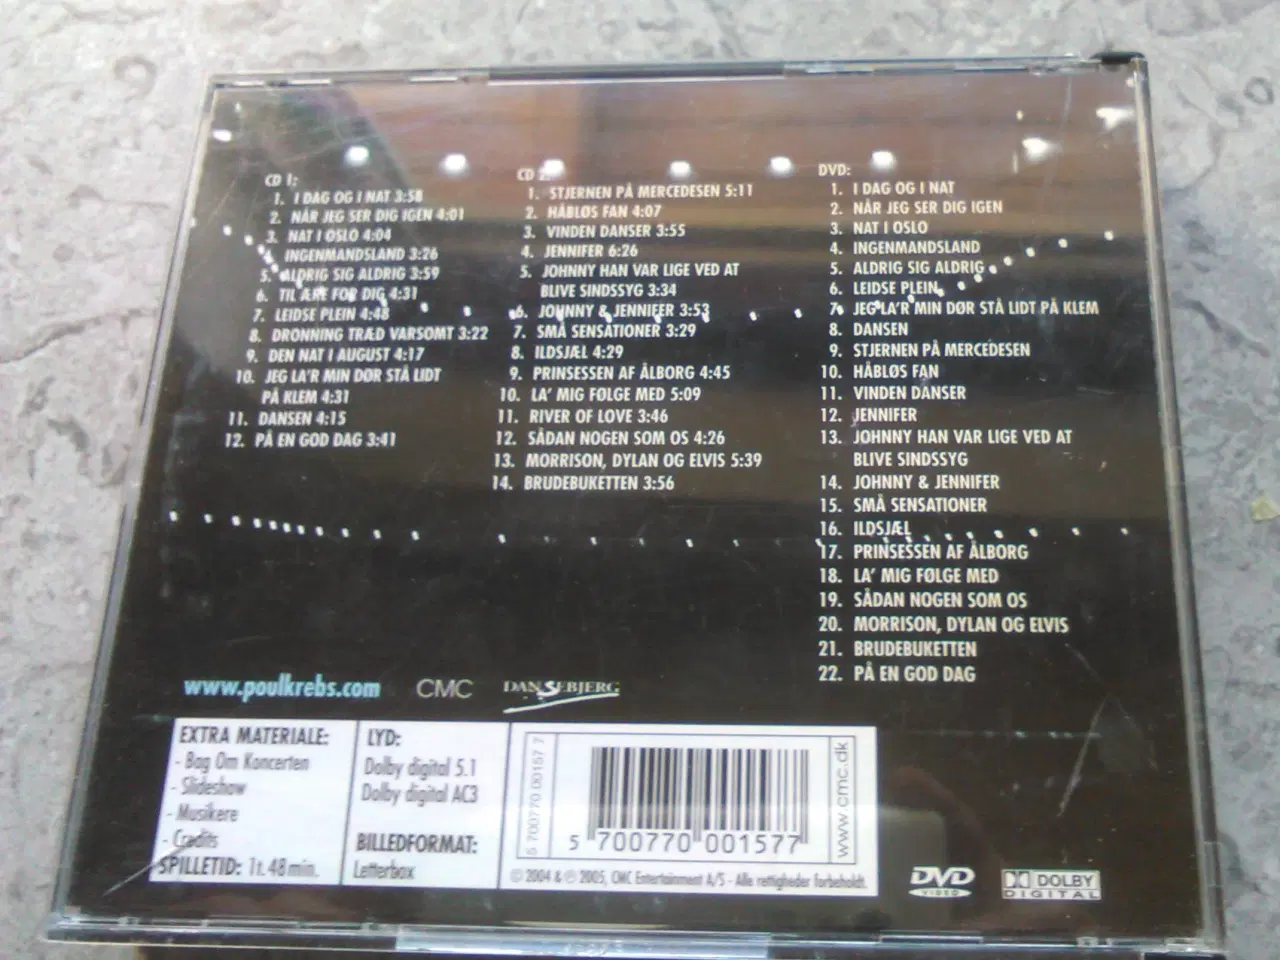 CD 1:
1. I DAG OG I NAT 3:58
2. NÅR JEG SER DIG IGEN 4:01
3. NAT I OSLO 4:04
4. INGENMANDSLAND 3:26
5. ALDRIG SIG ALDRIG 3:59
6. TIL ÆRE FOR DIG 4:31
7. LEIDSE PLEIN 4:48
8. DRONNING TRÆD VARSOMT 3:22
9. DEN NAT I AUGUST 4:17
10. JEG LA'R MIN DØR STÅ LIDT
PÅ KLEM 4:31
11. DANSEN 4:15
12. PÅ EN GOD DAG 3:41
CD 2:
1. STJERNEN PÅ MERCEDESEN 5:11
2. HÅBLØS FAN 4:07
3. VINDEN DANSER 3:55
4. JENNIFER 6:26
5. JOHNNY HAN VAR LIGE VED AT
BLIVE SINDSSYG 3:34
6. JOHNNY & JENNIFER 3:53
7. SMÅ SENSATIONER 3:29
8. ILDSJÆL 4:29
9. PRINSESSEN AF ÅLBORG 4:45
10. LA' MIG FØLGE MED 5:09
11. RIVER OF LOVE 3:46
12. SÅDAN NOGEN SOM OS 4:26
13. MORRISON, DYLAN OG ELVIS 5:39
14. BRUDEBUKETTEN 3:56
DVD:
1. I DAG OG I NAT
2. NÅR JEG SER DIG IGEN
3. NAT I OSLO
4. INGENMANDSLAND
5. ALDRIG SIG ALDRIG
6. LEIDSE PLEIN
7. JEG LA'R MIN DØR STÅ LIDT PÅ KLEM
8. DANSEN
9. STJERNEN PÅ MERCEDESEN
10. HÅBLØS FAN
11. VINDEN DANSER
12. JENNIFER
13. JOHNNY HAN VAR LIGE VED AT
BLIVE SINDSSYG
14. JOHNNY & JENNIFER
15. SMÅ SENSATIONER
16. ILDSJÆL
17. PRINSESSEN AF ÅLBORG
18. LA' MIG FØLGE MED
19. SÅDAN NOGEN SOM OS
20. MORRISON, DYLAN OG ELVIS
21. BRUDEBUKETTEN
22. PÅ EN GOD DAG
www.poulkrebs.com
CMC
DANSEBJERG
EXTRA MATERIALE:
- Bag Om Koncerten
- Slideshow
- Musikere
- Credits
SPILLETID: 1t. 48 min.
LYD:
Dolby digital 5.1
Dolby digital AC3
BILLEDFORMAT:
Letterbox
5 700770 00157 7
5 700770 001577
www.cmc.dk
© 2004 & ℗ 2005, CMC Entertainment A/S - Alle rettigheder forbeholdt.
DVD
VIDEO
DOLBY
DIGITAL